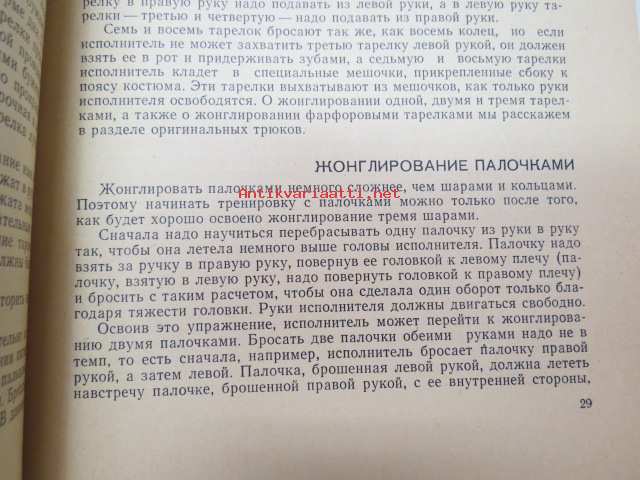 релку в правую руку надо подавать из левой руки, а в левую руку та-
релки — третью и четвертую — надо подавать из правой руки.
Семь и восемь тарелок бросают так же, как восемь колец, но если
исполнитель не может захватить третью тарелку левой рукой, он должен
взять ее в рот и придерживать зубами, а седьмую и восьмую тарелки
исполнитель кладет в специальные мешочки, прикрепленные сбоку к
поясу костюма. Эти тарелки выхватывают из мешочков, как только руки
исполнителя освободятся. О жонглировании одной, двумя и тремя тарел-
ками, а также о жонглировании фарфоровыми тарелками мы расскажем
в разделе оригинальных трюков.
ЖОНГЛИРОВАНИЕ ПАЛОЧКАМИ
Жонглировать палочками немного сложнее, чем шарами и кольцами.
Antikvariaatti.net
Поэтому начинать тренировку с палочками можно только после того,
как будет хорошо освоено жонглирование тремя шарами.
Сначала надо научиться перебрасывать одну палочку из руки в руку
так, чтобы она летела немного выше головы исполнителя. Палочку надо
взять за ручку в правую руку, повернув ее головкой к левому плечу (па-
лочку, взятую в левую руку, надо повернуть головкой к правому плечу)
и бросить с таким расчетом, чтобы она сделала один оборот только бла-
годаря тяжести головки. Руки исполнителя должны двигаться свободно.
Освоив это упражнение, исполнитель может перейти к жонглирова-
нию двумя палочками. Бросать две палочки обеими руками надо не в
темп, то есть сначала, например, исполнитель бросает палочку правой
рукой, а затем левой. Палочка, брошенная левой рукой, должна лететь
навстречу палочке, брошенной правой рукой, с ее внутренней стороны,
29